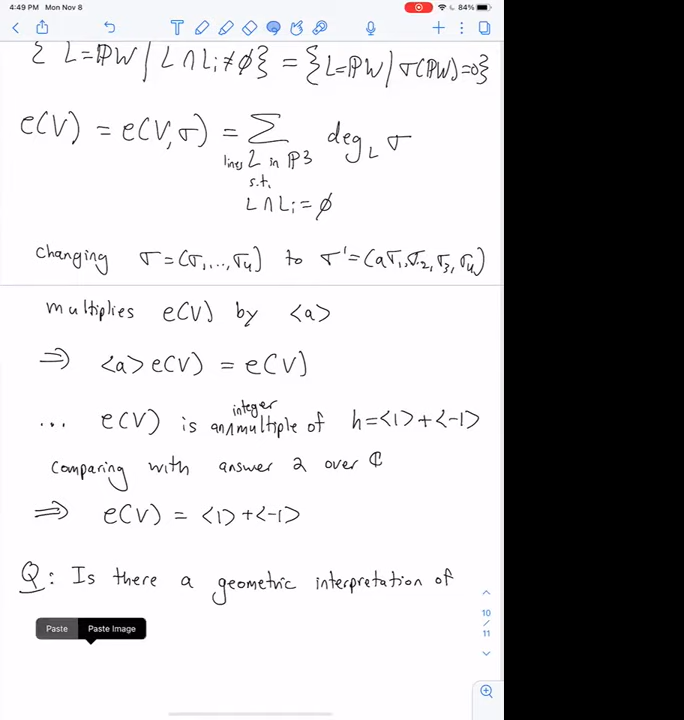 4:49 PM Mon Nov 8
84%
{ L=ℙW | L ∩ Li ≠ ∅} = {L=ℙW | σ(ℙW)=0}
e(V) = e(V,σ) = ∑ deg_L σ
lines L in ℙ3
s.t.
L ∩ Li = ∅
Changing σ=(σ1,..,σ4) to σ'=(aσ1,σ2,σ3,σ4)
multiplies e(V) by <a>
⇒ <a> e(V) = e(V)
... e(V) is an integer multiple of h=<1>+<-1>
Comparing with answer 2 over ℂ
⇒ e(V) = <1>+<-1>
Q: Is there a geometric interpretation of
Paste Paste Image
10
/
11